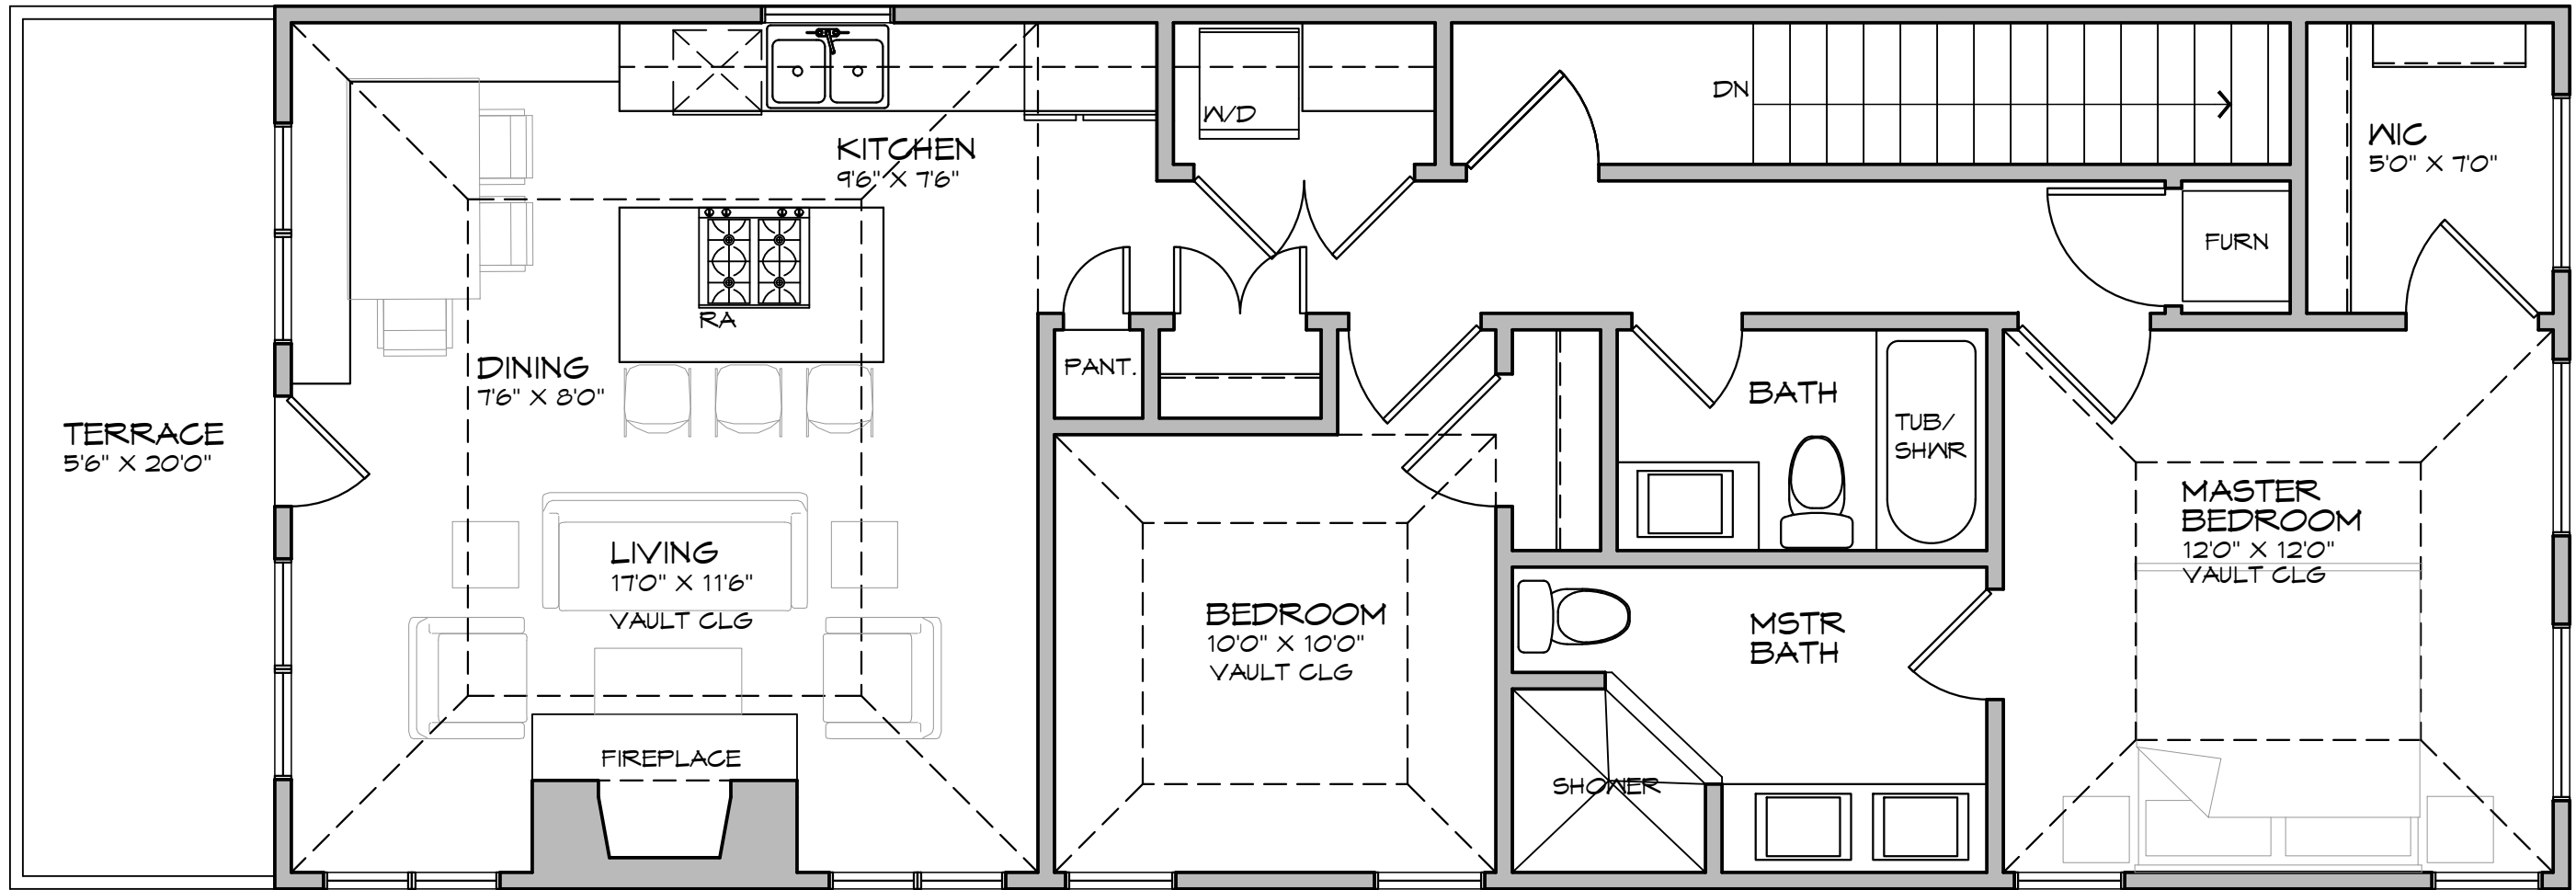 TERRACE
5'6" X 20'0"
KITCHEN
9'6" X 7'6"
RA
DINING
7'6" X 8'0"
LIVING
17'0" X 11'6"
VAULT CLG
FIREPLACE
W/D
PANT.
DN
WIC
5'0" X 7'0"
FURN
BATH
TUB/
SHWR
BEDROOM
10'0" X 10'0"
VAULT CLG
MSTR
BATH
SHOWER
MASTER
BEDROOM
12'0" X 12'0"
VAULT CLG